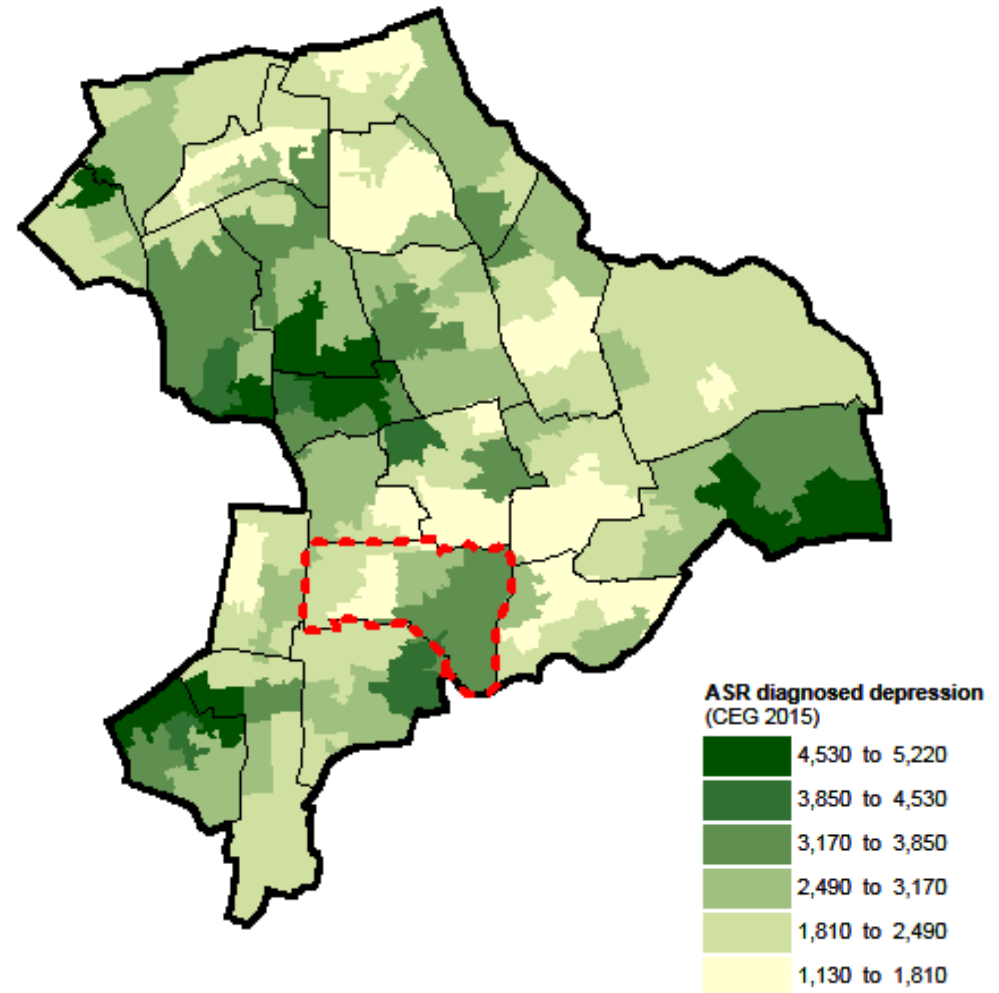 ASR diagnosed depression
(CEG 2015)
4,530 to 5,220
3,850 to 4,530
3,170 to 3,850
2,490 to 3,170
1,810 to 2,490
1,130 to 1,810